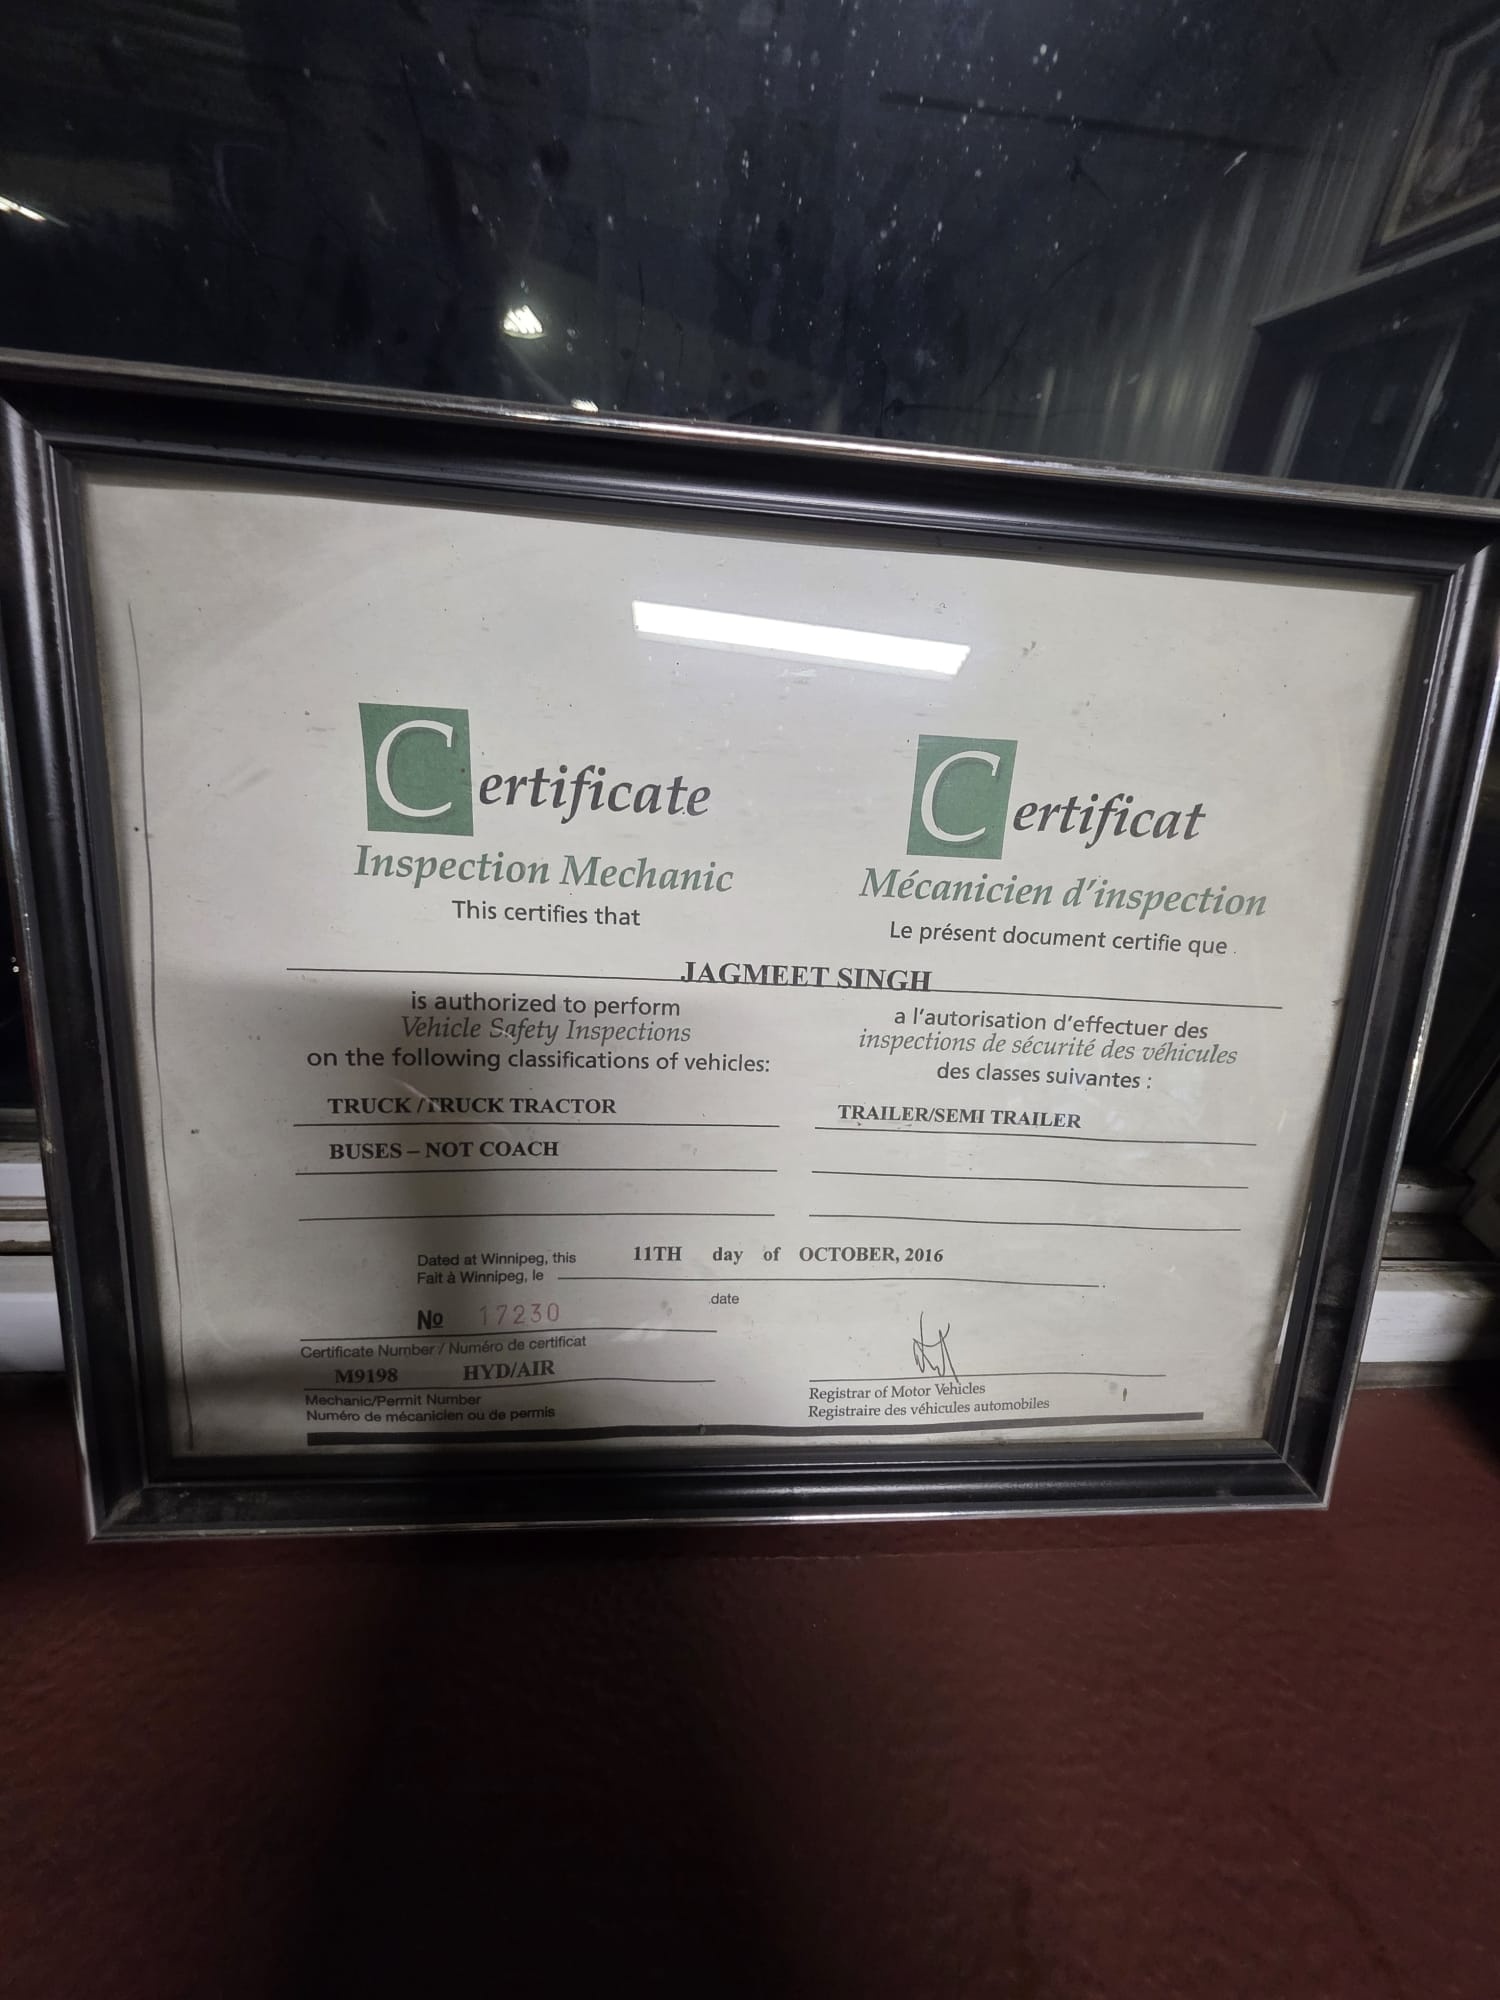 Certificate
Inspection Mechanic
This certifies that
Certificat
Mécanicien d'inspection
Le présent document certifie que
JAGMEET SINGH
is authorized to perform
Vehicle Safety Inspections
on the following classifications of vehicles:
a l'autorisation d'effectuer des
inspections de sécurité des véhicules
des classes suivantes :
TRUCK /TRUCK TRACTOR
TRAILER/SEMI TRAILER
BUSES – NOT COACH
Dated at Winnipeg, this 11TH day of OCTOBER, 2016
Fait à Winnipeg, le
date
No 17230
Certificate Number / Numéro de certificat
M9198 HYD/AIR
Mechanic/Permit Number
Numéro de mécanicien ou de permis
Registrar of Motor Vehicles
Registraire des véhicules automobiles